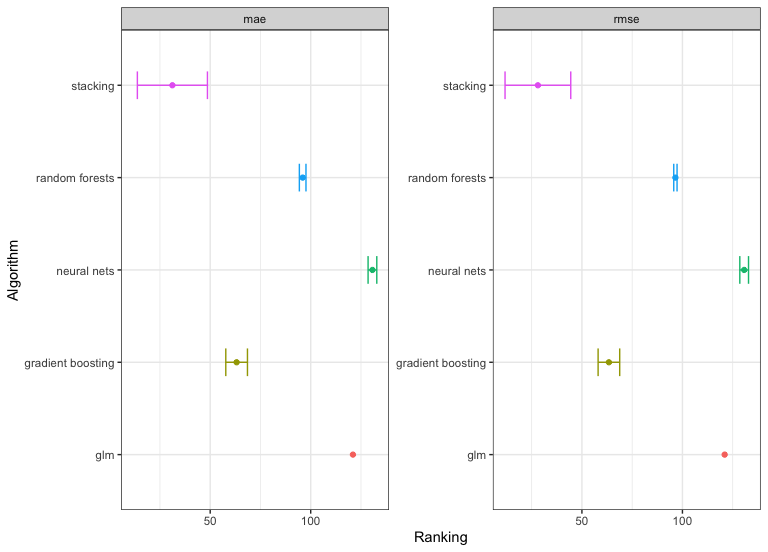 mae
rmse
Algorithm
stacking
random forests
neural nets
gradient boosting
glm
stacking
random forests
neural nets
gradient boosting
glm
50 100
50 100
Ranking